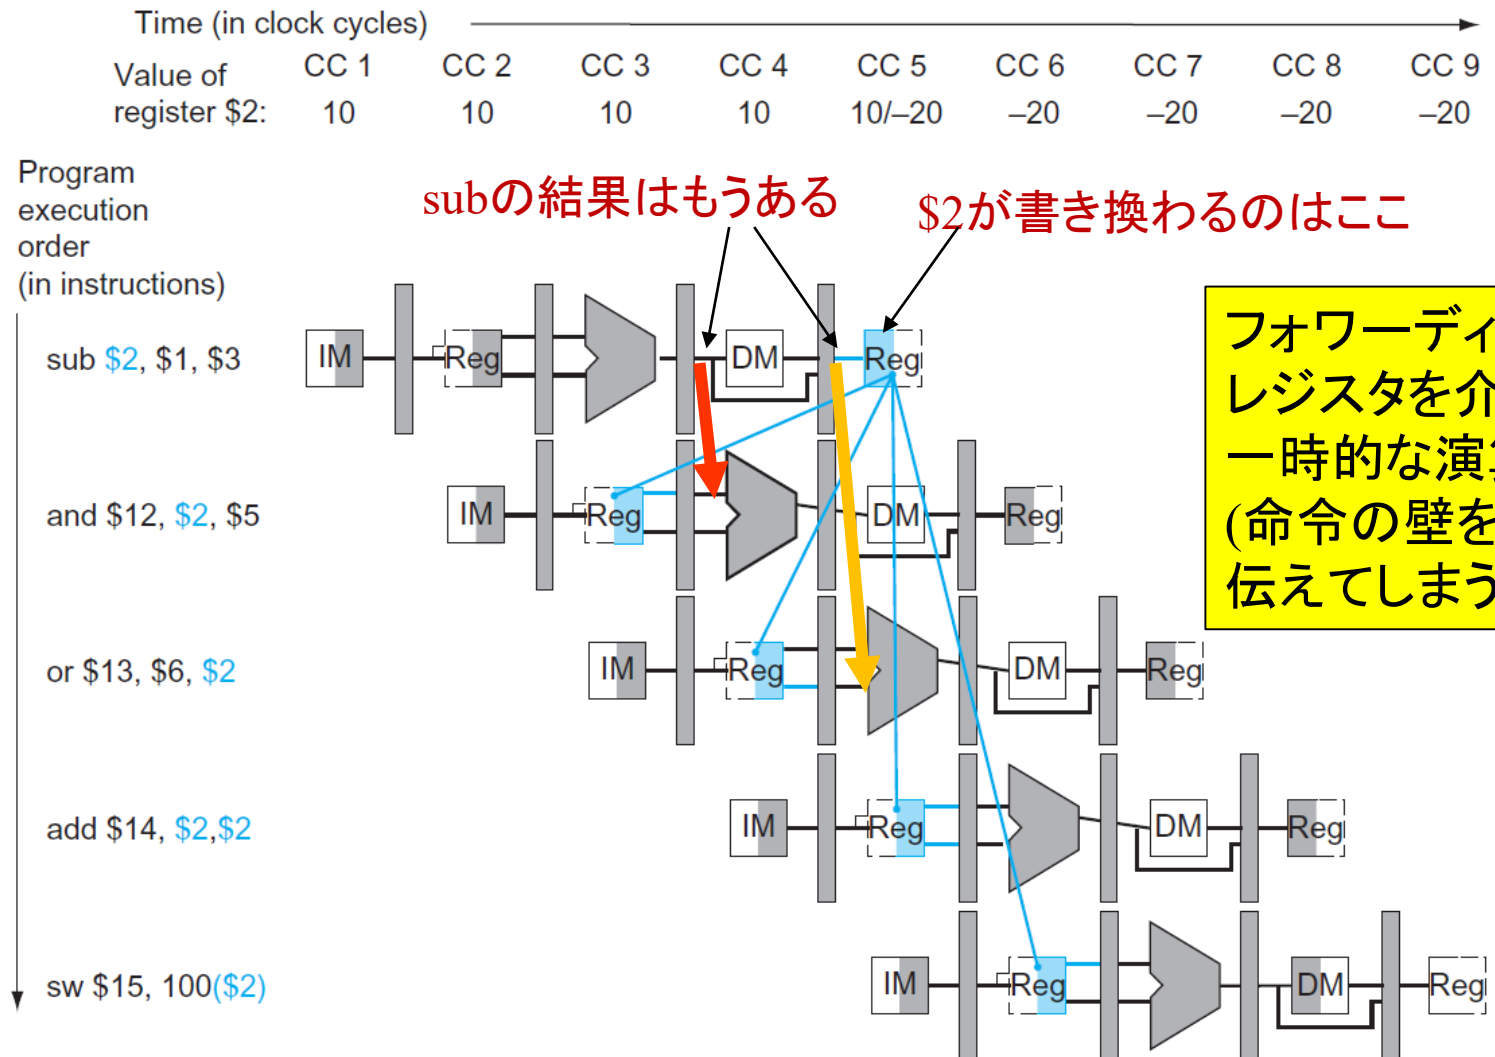 Time (in clock cycles)
Value of register $2:
CC 1 CC 2 CC 3 CC 4 CC 5 CC 6 CC 7 CC 8 CC 9
10 10 10 10 10/–20 –20 –20 –20 –20
Program
execution
order
(in instructions)
subの結果はもうある
$2が書き換わるのはここ
フォワーディ
レジスタを介
一時的な演
(命令の壁を
伝えてしまう
sub $2, $1, $3
IM Reg DM Reg
and $12, $2, $5
IM Reg DM Reg
or $13, $6, $2
IM Reg DM Reg
add $14, $2,$2
IM Reg DM Reg
sw $15, 100($2)
IM Reg DM Reg